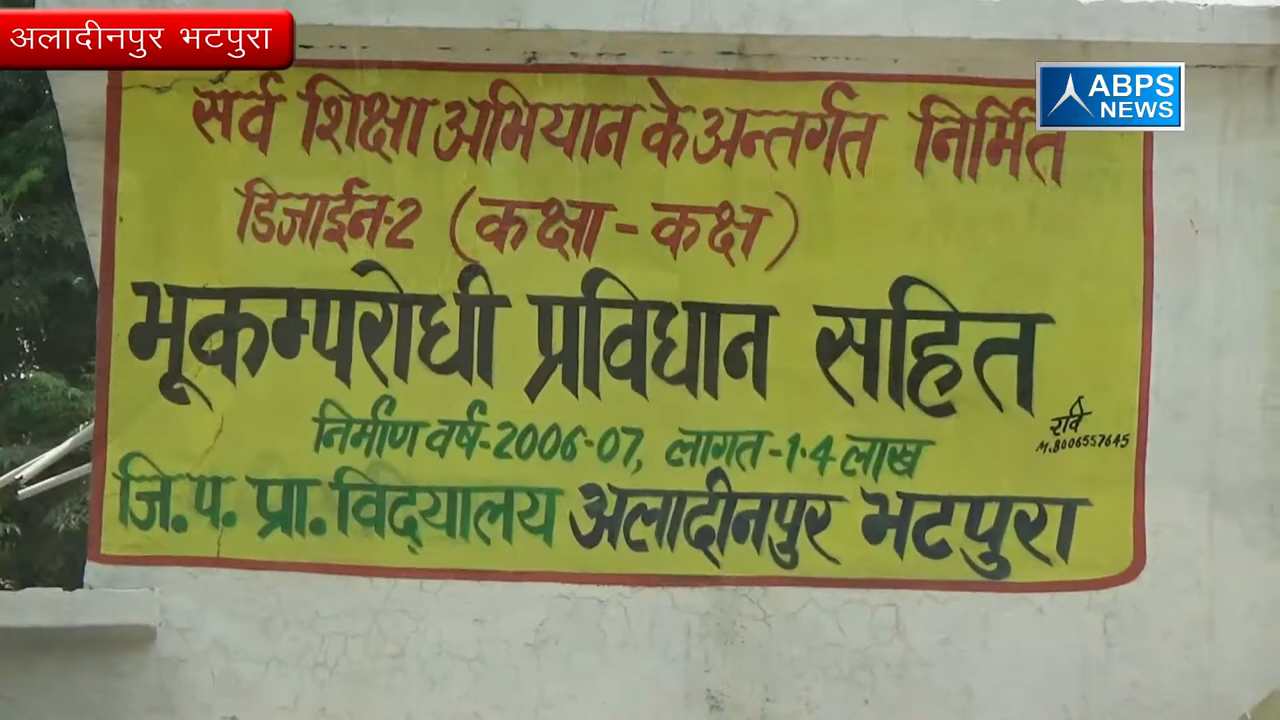 अलादीनपुर भटपुरा
ABPS
NEWS
सर्व शिक्षा अभियान के अन्तर्गत निर्मित
डिजाईन-2 (कक्षा - कक्ष)
भूकम्परोधी प्रविधान सहित
रवि
M.8006557645
निर्माण वर्ष-2006-07, लागत-1.4 लाख
जि.प. प्रा. विद्यालय अलादीनपुर भटपुरा